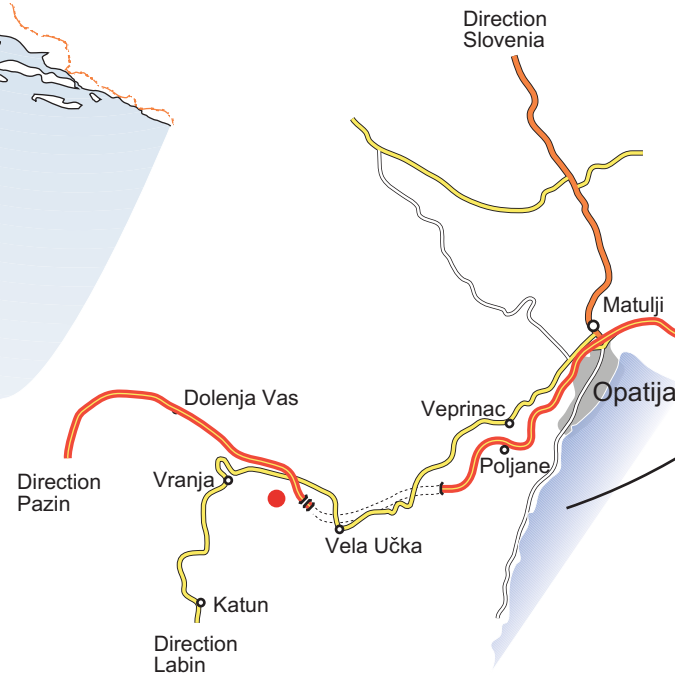 Direction
Slovenia
Matulji
Opatija
Dolenja Vas
Veprinac
Poljane
Vranja
Direction
Pazin
Vela Učka
Katun
Direction
Labin